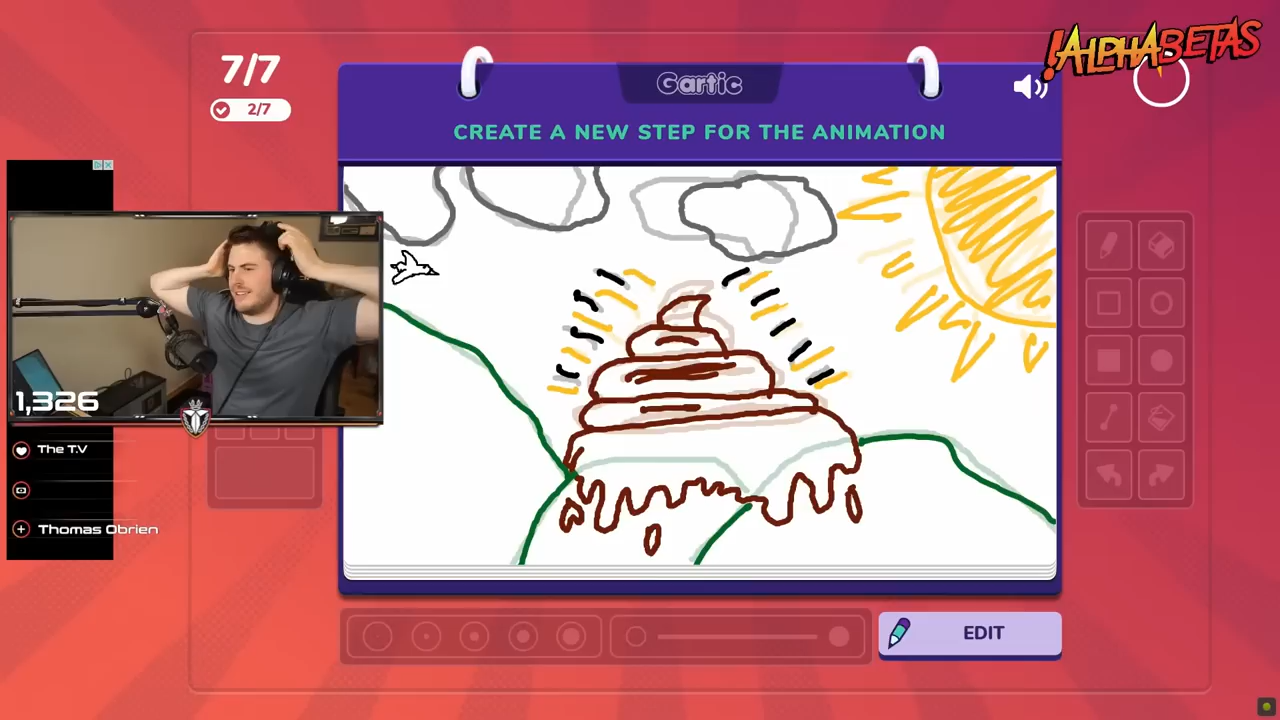 !ALPHABETAS
7/7
2/7
Gartic
CREATE A NEW STEP FOR THE ANIMATION
1,326
The T.V
Thomas Obrien
EDIT